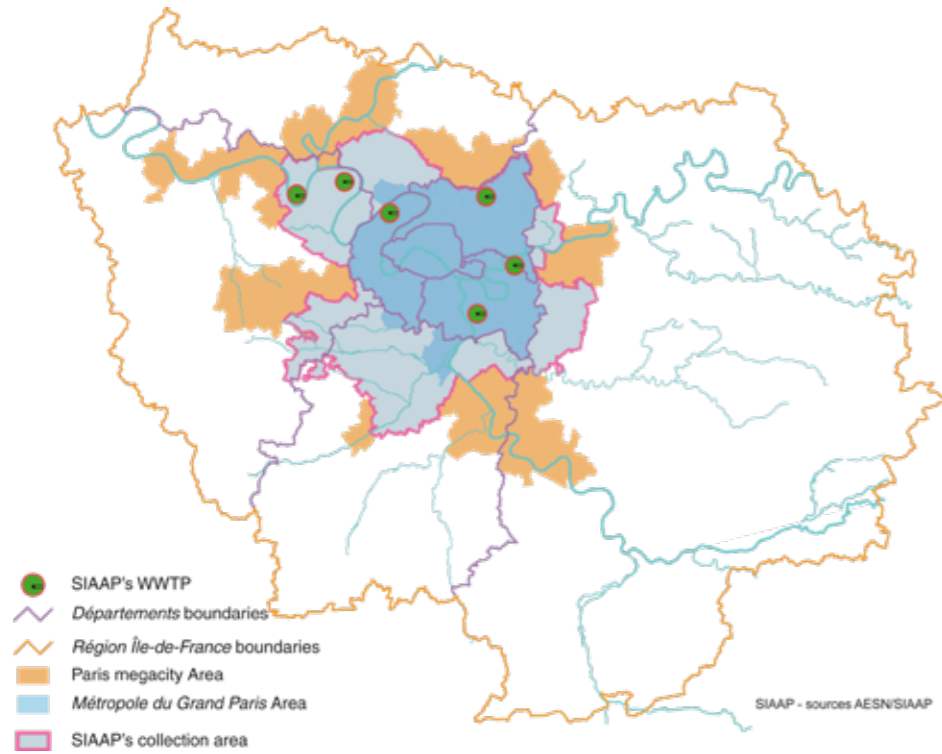 SIAAP's WWTP
Départements boundaries
Région Île-de-France boundaries
Paris megacity Area
Métropole du Grand Paris Area
SIAAP - sources AESN/SIAAP
SIAAP's collection area